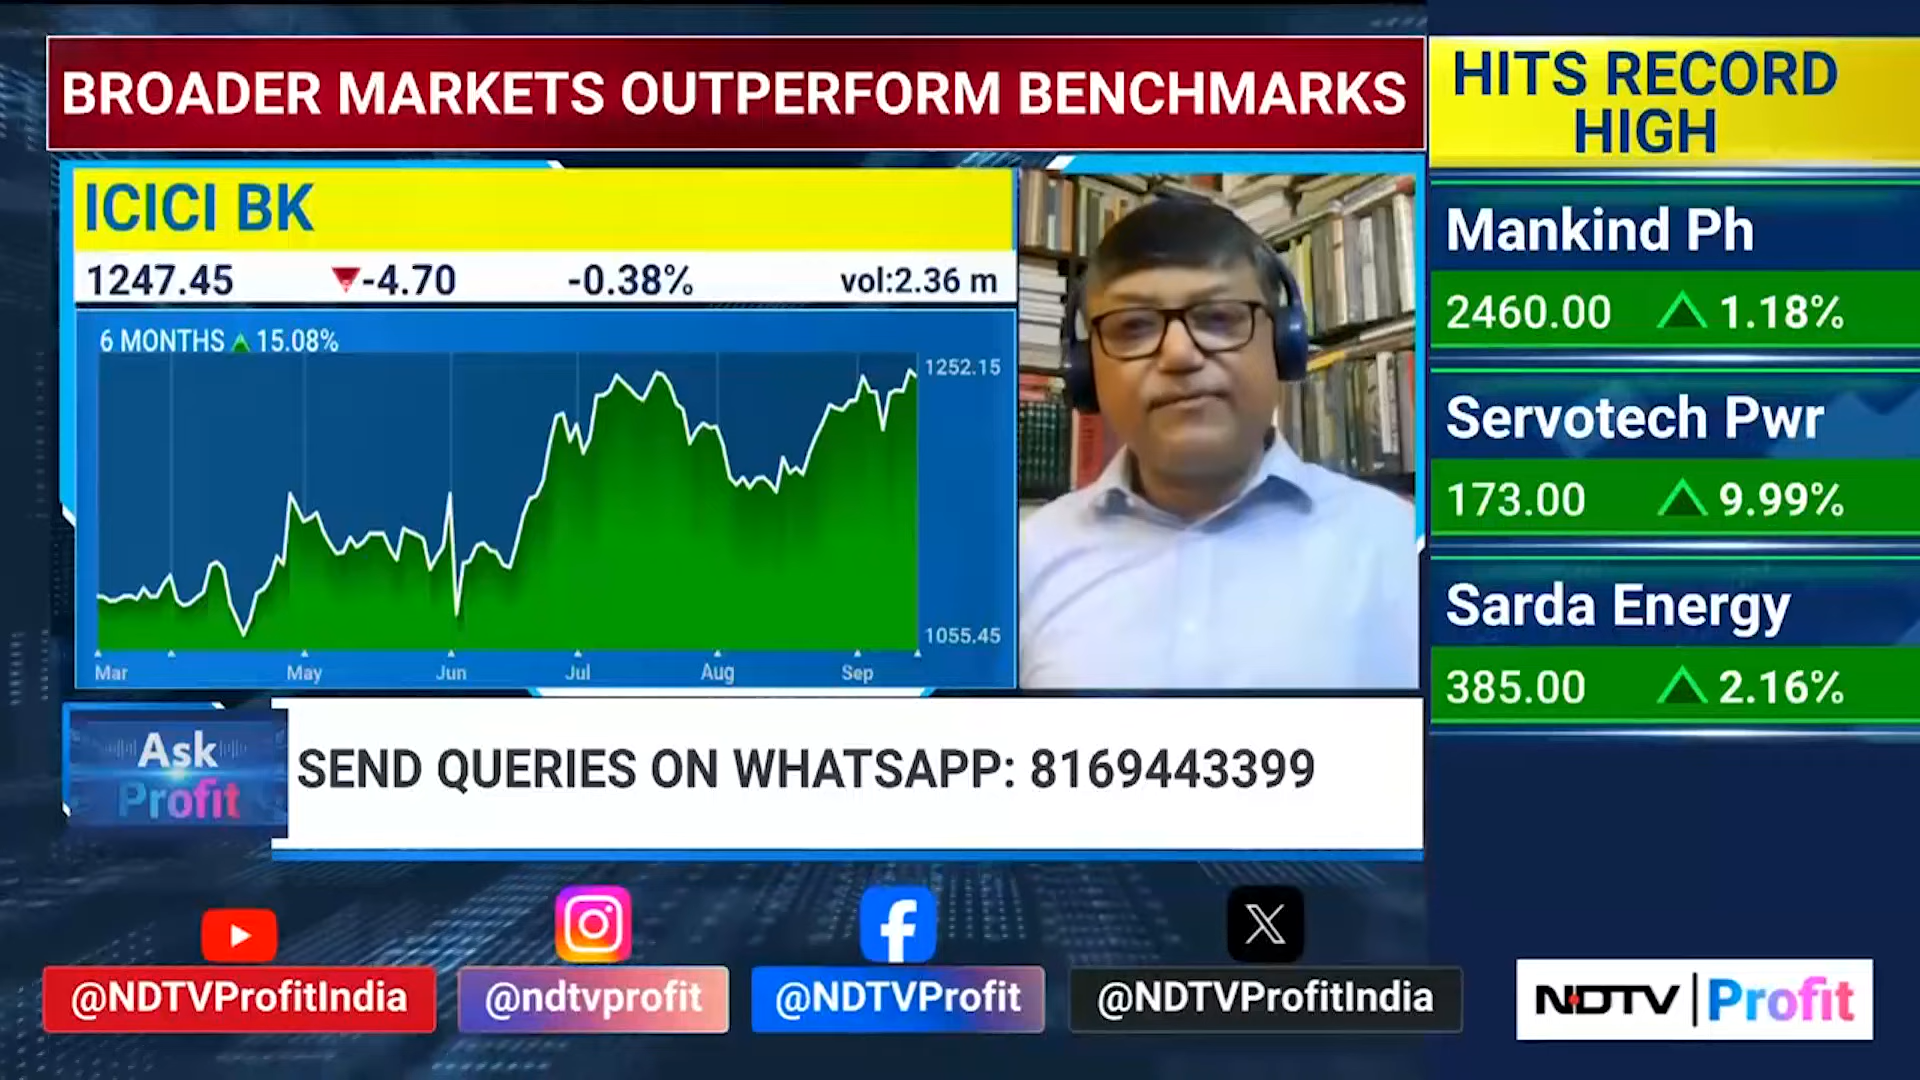 BROADER MARKETS OUTPERFORM BENCHMARKS
ICICI BK
1247.45 -4.70 -0.38% vol:2.36 m
6 MONTHS 15.08%
1252.15
1055.45
Mar May Jun Jul Aug Sep
HITS RECORD
HIGH
Mankind Ph
2460.00 1.18%
Servotech Pwr
173.00 9.99%
Sarda Energy
385.00 2.16%
Ask
Profit
SEND QUERIES ON WHATSAPP: 8169443399
@NDTVProfitIndia
@ndtvprofit
@NDTVProfit
@NDTVProfitIndia
NDTV Profit